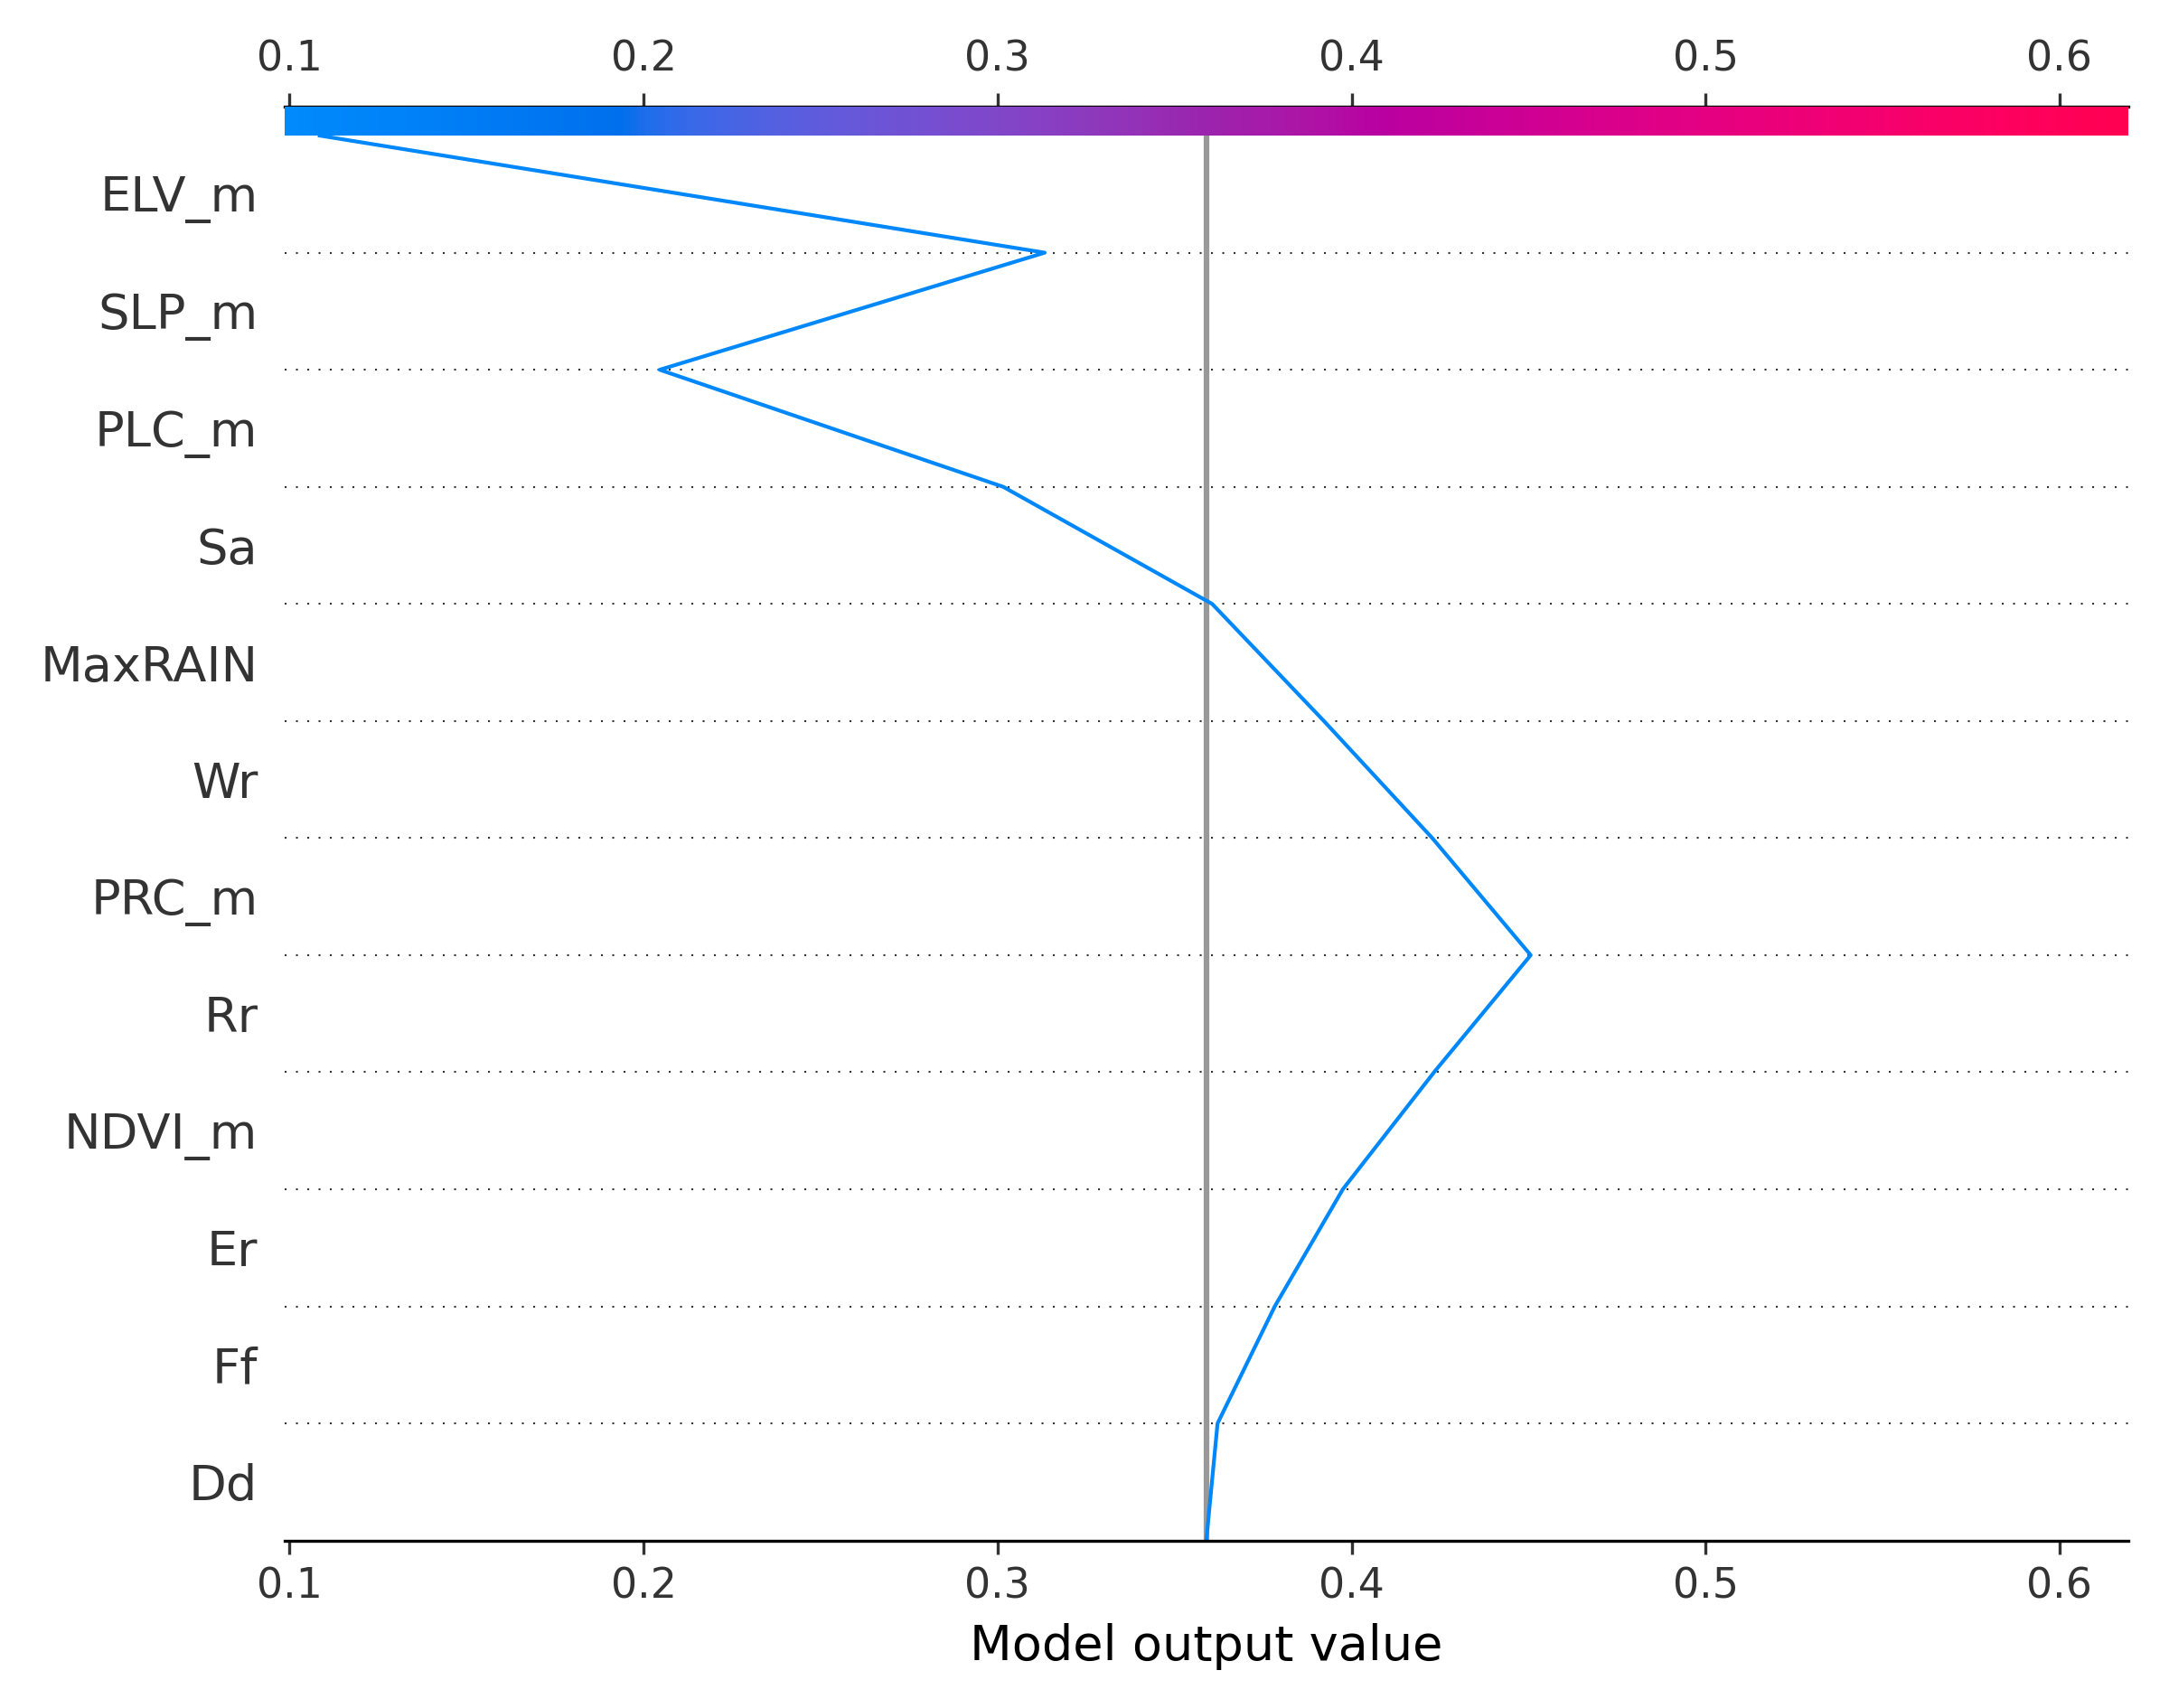 0.1 0.2 0.3 0.4 0.5 0.6
ELV_m
SLP_m
PLC_m
Sa
MaxRAIN
Wr
PRC_m
Rr
NDVI_m
Er
Ff
Dd
0.1 0.2 0.3 0.4 0.5 0.6
Model output value